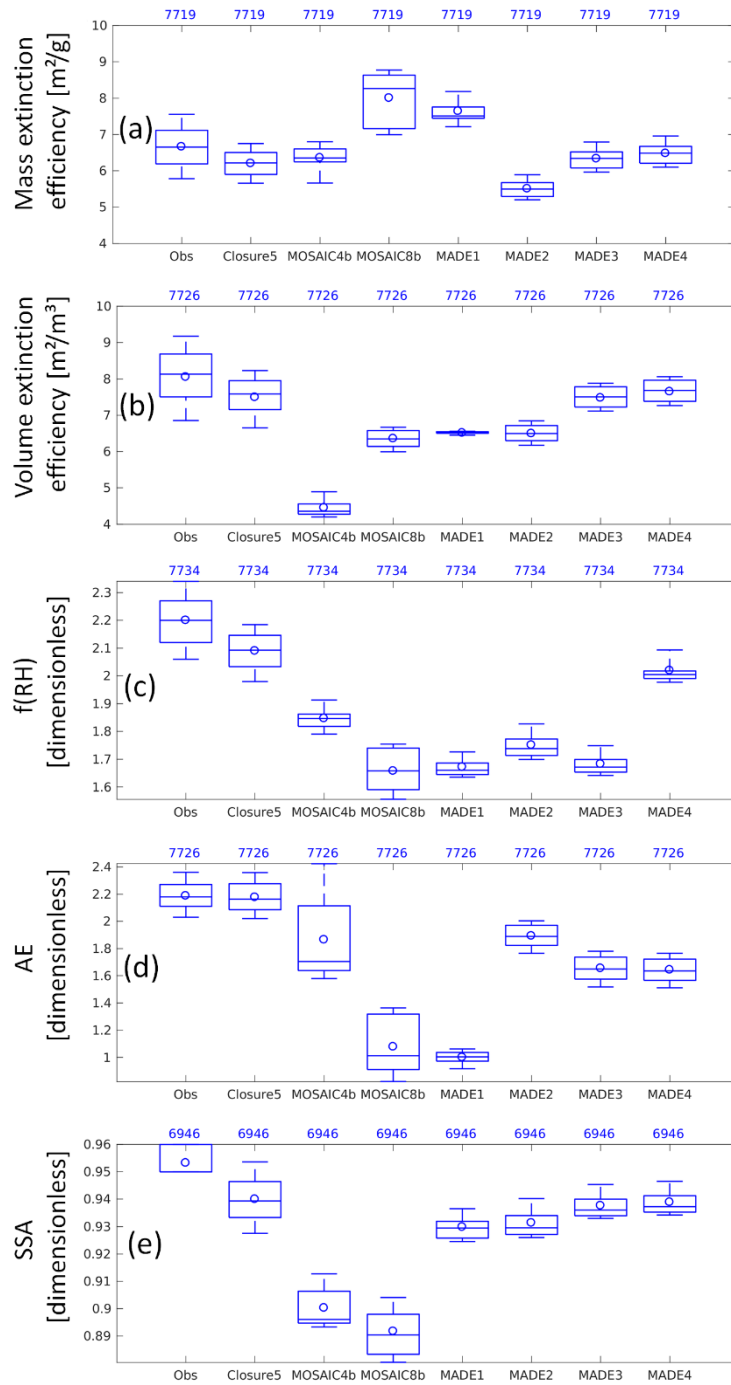 7719 7719 7719 7719 7719 7719 7719 7719
Mass extinction
efficiency [m²/g]
(a)
10
9
8
7
6
5
4
Obs Closure5 MOSAIC4b MOSAIC8b MADE1 MADE2 MADE3 MADE4
7726 7726 7726 7726 7726 7726 7726 7726
Volume extinction
efficiency [m²/m³]
(b)
10
9
8
7
6
5
4
Obs Closure5 MOSAIC4b MOSAIC8b MADE1 MADE2 MADE3 MADE4
7734 7734 7734 7734 7734 7734 7734 7734
f(RH)
[dimensionless]
(c)
2.3
2.2
2.1
2
1.9
1.8
1.7
1.6
Obs Closure5 MOSAIC4b MOSAIC8b MADE1 MADE2 MADE3 MADE4
7726 7726 7726 7726 7726 7726 7726 7726
AE
[dimensionless]
(d)
2.4
2.2
2
1.8
1.6
1.4
1.2
1
Obs Closure5 MOSAIC4b MOSAIC8b MADE1 MADE2 MADE3 MADE4
6946 6946 6946 6946 6946 6946 6946 6946
SSA
[dimensionless]
(e)
0.96
0.95
0.94
0.93
0.92
0.91
0.9
0.89
Obs Closure5 MOSAIC4b MOSAIC8b MADE1 MADE2 MADE3 MADE4